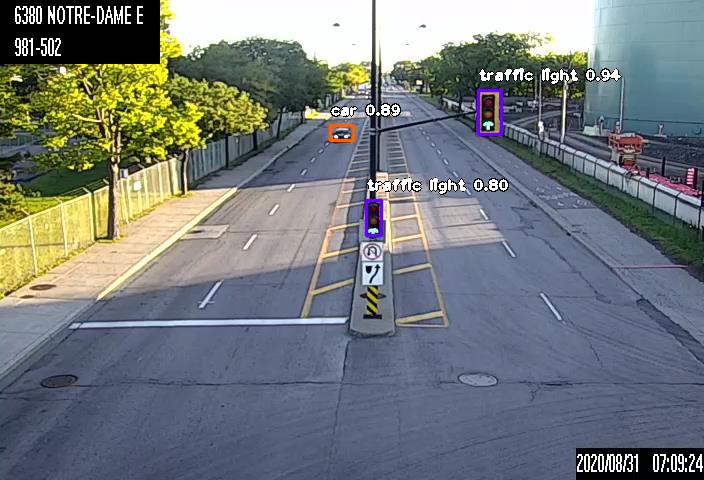 6380 NOTRE-DAME E
981-502
traffic light 0.94
car 0.89
traffic light 0.80
2020/08/31 07:09:24